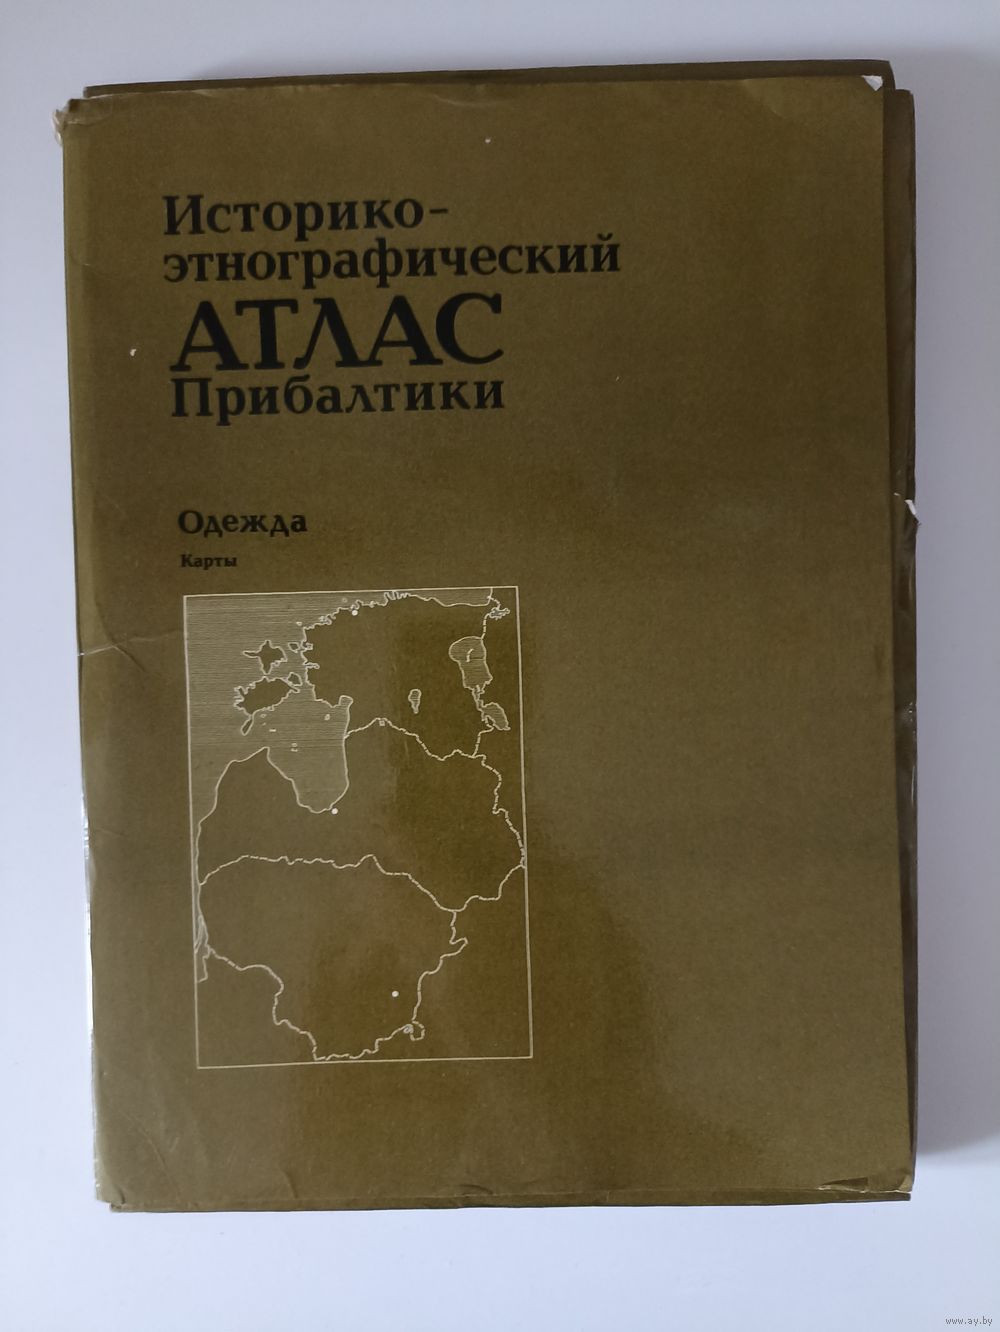 Историко-
этнографический
АТЛАС
Прибалтики
Одежда
Карты
www.ay.by